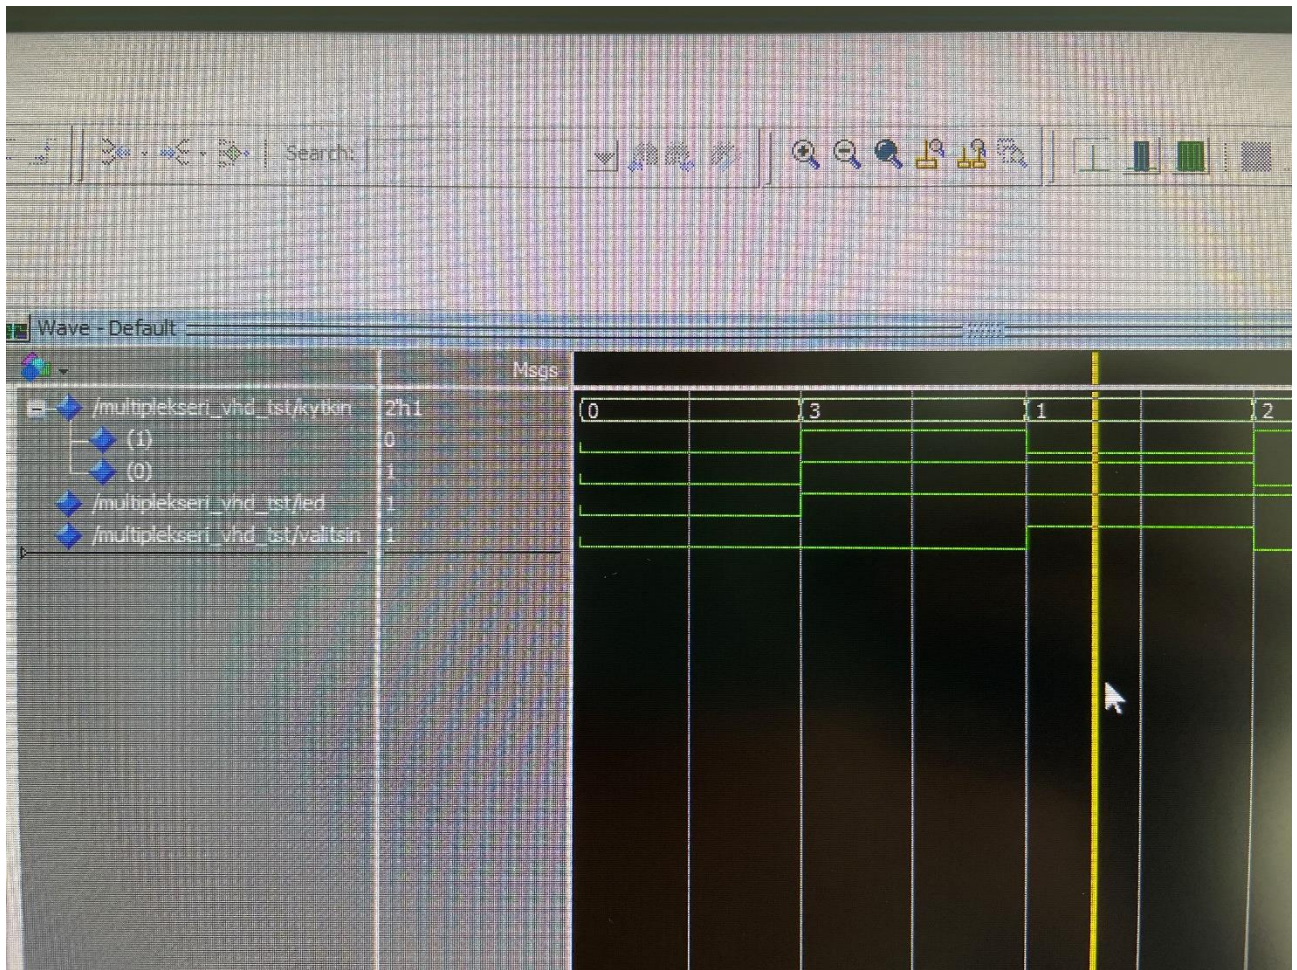 Search:
Wave - Default
Msgs
/multiplekseri_vhd_tst/kytkin 2'h1 0 3 1 2
(1) 0
(0) 1
/multiplekseri_vhd_tst/led 1
/multiplekseri_vhd_tst/valitsin 1